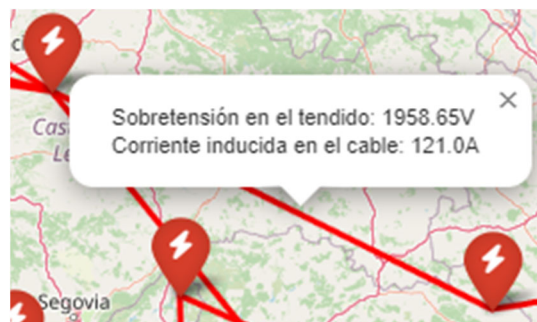 Sobretensión en el tendido: 1958.65V
Corriente inducida en el cable: 121.0A
Segovia